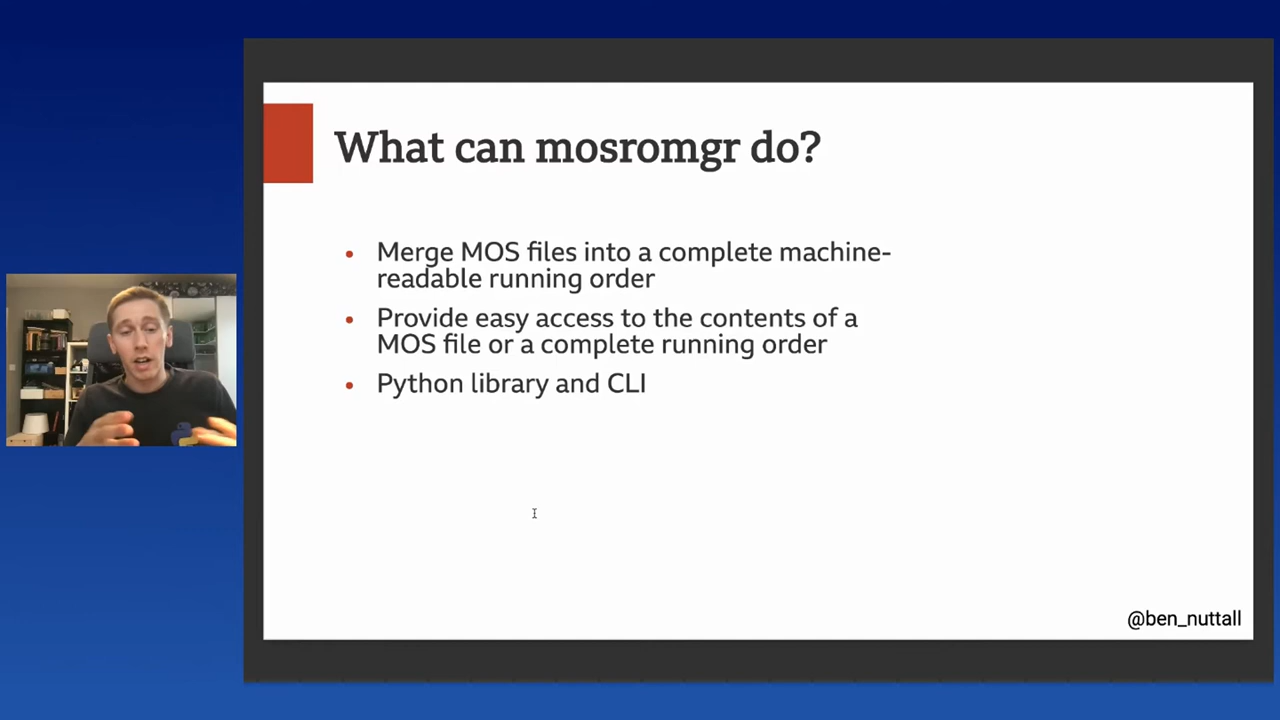 What can mosromgr do?
• Merge MOS files into a complete machine-
readable running order
• Provide easy access to the contents of a
MOS file or a complete running order
• Python library and CLI
@ben_nuttall